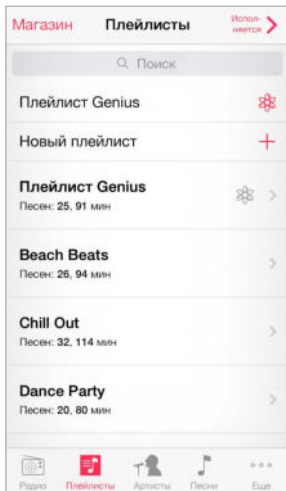 Магазин Плейлисты Испол-
няется
Поиск
Плейлист Genius
Новый плейлист
Плейлист Genius
Песен: 25, 91 мин
Beach Beats
Песен: 26, 94 мин
Chill Out
Песен: 32, 114 мин
Dance Party
Песен: 20, 80 мин
Радио Плейлисты Артисты Песни Еще